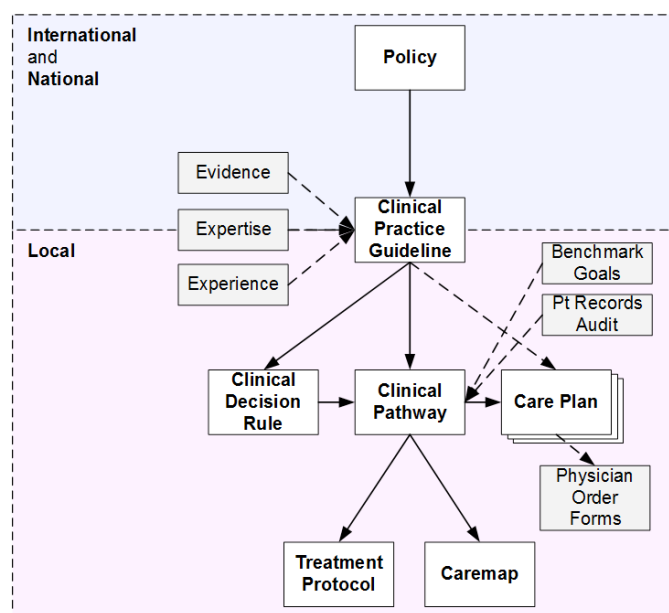 International
and
National
Policy
Evidence
Expertise
Experience
Clinical
Practice
Guideline
Local
Benchmark
Goals
Pt Records
Audit
Clinical
Decision
Rule
Clinical
Pathway
Care Plan
Physician
Order
Forms
Treatment
Protocol
Caremap